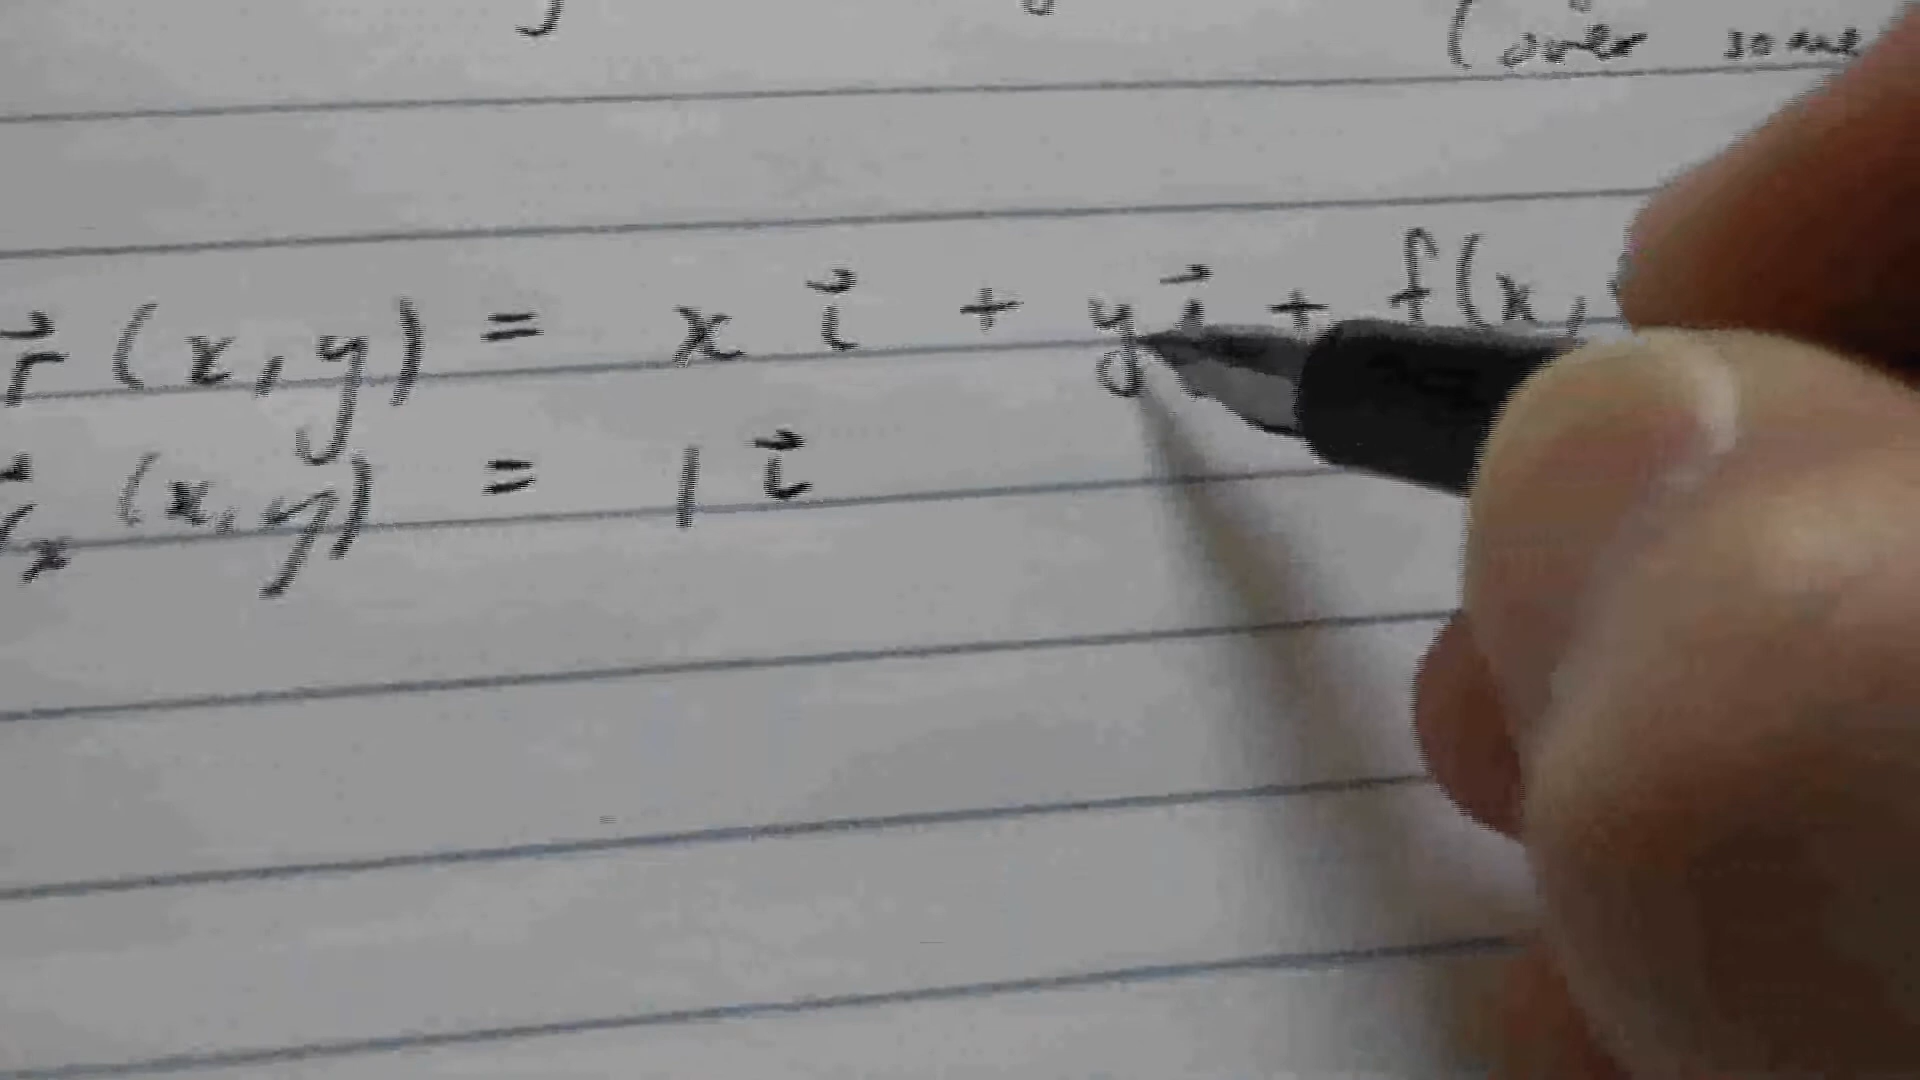 (over some
r⃗ (x,y) = x i⃗ + y j⃗ + f(x,
r⃗ₓ (x,y) = 1 i⃗